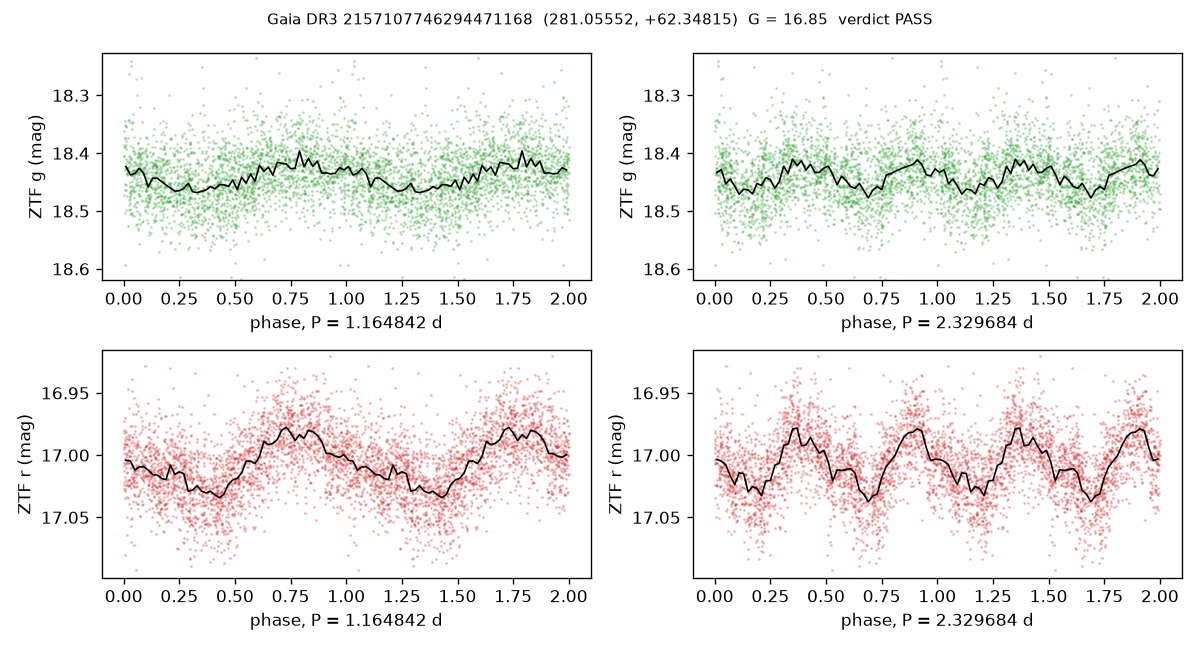 Gaia DR3 2157107746294471168 (281.05552, +62.34815) G = 16.85 verdict PASS
ZTF g (mag)
18.3
18.4
18.5
18.6
0.00 0.25 0.50 0.75 1.00 1.25 1.50 1.75 2.00
phase, P = 1.164842 d
ZTF g (mag)
18.3
18.4
18.5
18.6
0.00 0.25 0.50 0.75 1.00 1.25 1.50 1.75 2.00
phase, P = 2.329684 d
ZTF r (mag)
16.95
17.00
17.05
0.00 0.25 0.50 0.75 1.00 1.25 1.50 1.75 2.00
phase, P = 1.164842 d
ZTF r (mag)
16.95
17.00
17.05
0.00 0.25 0.50 0.75 1.00 1.25 1.50 1.75 2.00
phase, P = 2.329684 d